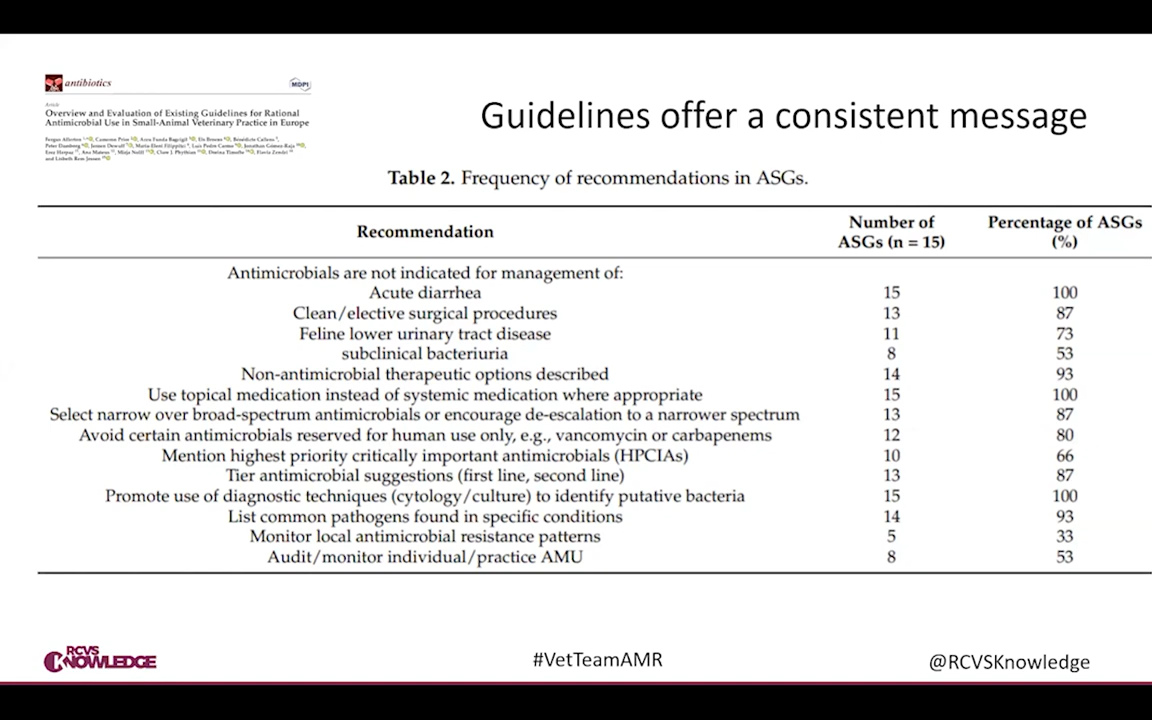 antibiotics
MDPI
Article
Overview and Evaluation of Existing Guidelines for Rational
Antimicrobial Use in Small-Animal Veterinary Practice in Europe
Guidelines offer a consistent message
Table 2. Frequency of recommendations in ASGs.
Recommendation
Number of
ASGs (n = 15)
Percentage of ASGs
(%)
Antimicrobials are not indicated for management of:
Acute diarrhea 15 100
Clean/elective surgical procedures 13 87
Feline lower urinary tract disease 11 73
subclinical bacteriuria 8 53
Non-antimicrobial therapeutic options described 14 93
Use topical medication instead of systemic medication where appropriate 15 100
Select narrow over broad-spectrum antimicrobials or encourage de-escalation to a narrower spectrum 13 87
Avoid certain antimicrobials reserved for human use only, e.g., vancomycin or carbapenems 12 80
Mention highest priority critically important antimicrobials (HPCIAs) 10 66
Tier antimicrobial suggestions (first line, second line) 13 87
Promote use of diagnostic techniques (cytology/culture) to identify putative bacteria 15 100
List common pathogens found in specific conditions 14 93
Monitor local antimicrobial resistance patterns 5 33
Audit/monitor individual/practice AMU 8 53
RCVS
KNOWLEDGE
#VetTeamAMR
@RCVSKnowledge